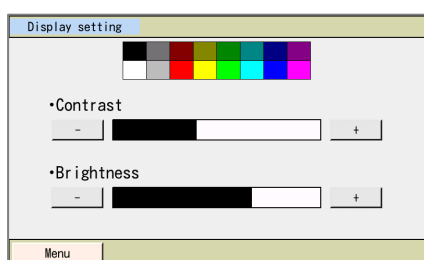 Display setting
・Contrast
- +
・Brightness
- +
Menu